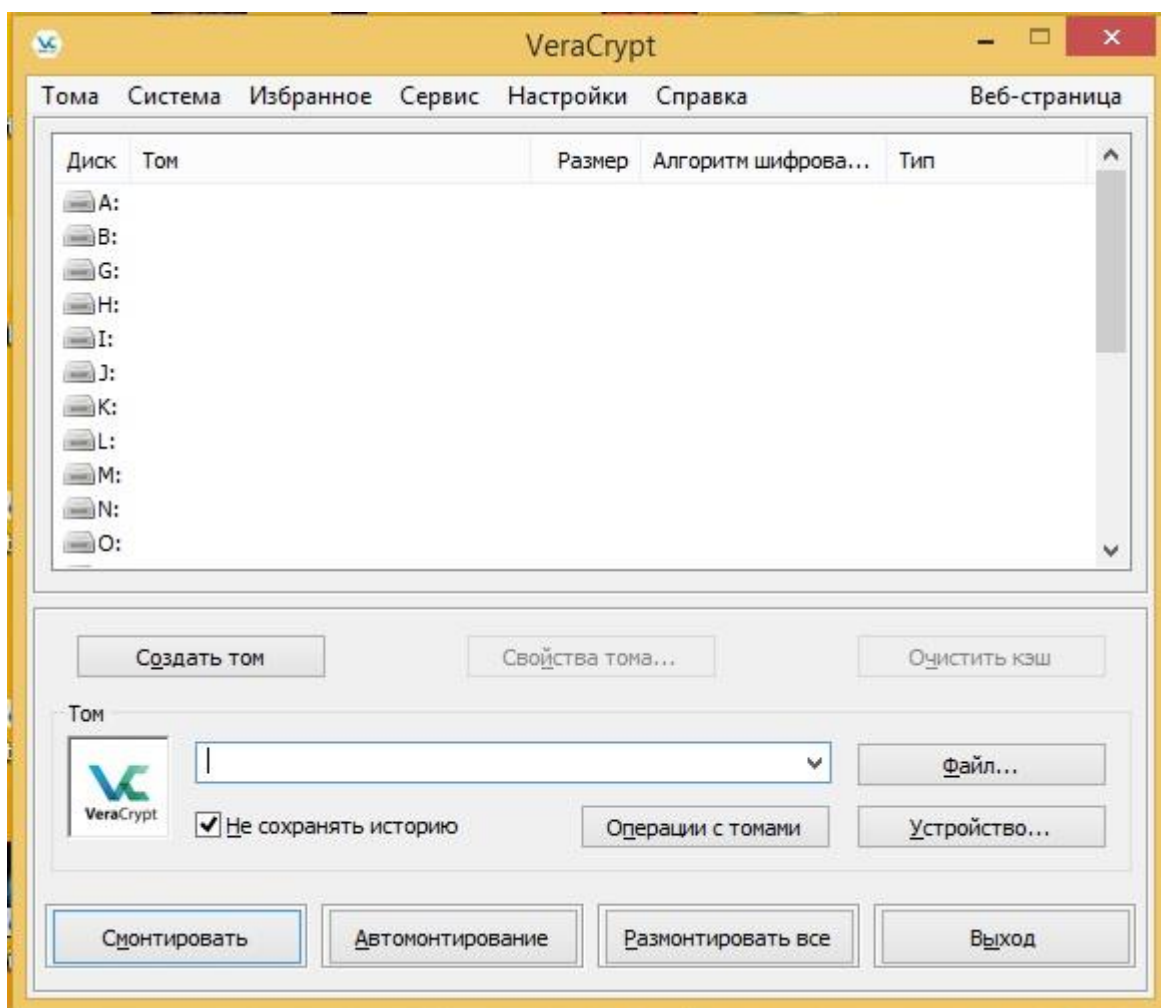 VeraCrypt
Тома Система Избранное Сервис Настройки Справка Веб-страница
Диск Том Размер Алгоритм шифрова... Тип
A:
B:
G:
H:
I:
J:
K:
L:
M:
N:
O:
Создать том Свойства тома... Очистить кэш
Том
VeraCrypt
Файл...
Не сохранять историю Операции с томами Устройство...
Смонтировать Автомонтирование Размонтировать все Выход